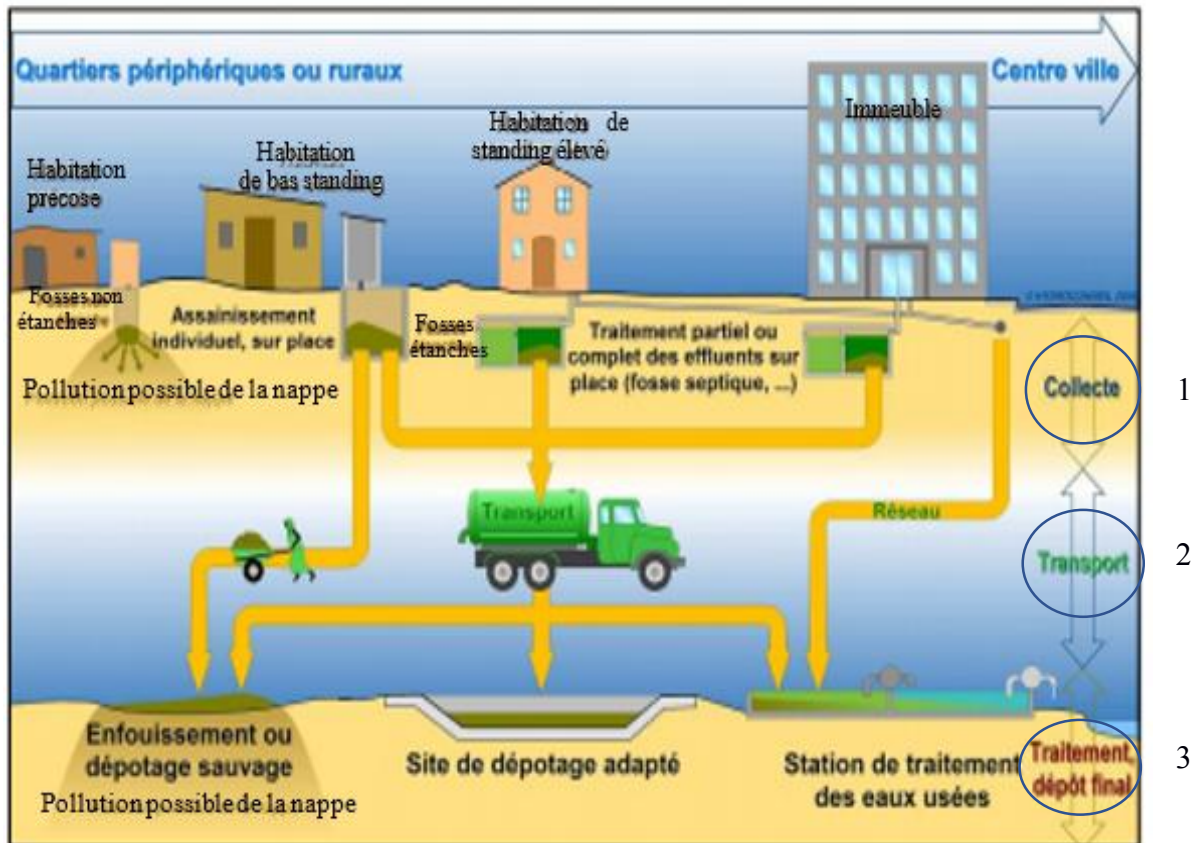 Quartiers périphériques ou ruraux
Centre ville
Immeuble
Habitation de
standing élevé
Habitation
de bas standing
Habitation
précose
Fosses non
étanches
Assainissement
individuel, sur place
Fosses
étanches
Traitement partiel ou
complet des effluents sur
place (fosse septique, ...)
Pollution possible de la nappe
Collecte
1
Transport
Réseau
Transport
2
Enfouissement ou
dépotage sauvage
Pollution possible de la nappe
Site de dépotage adapté
Station de traitement
des eaux usées
Traitement,
dépôt final
3